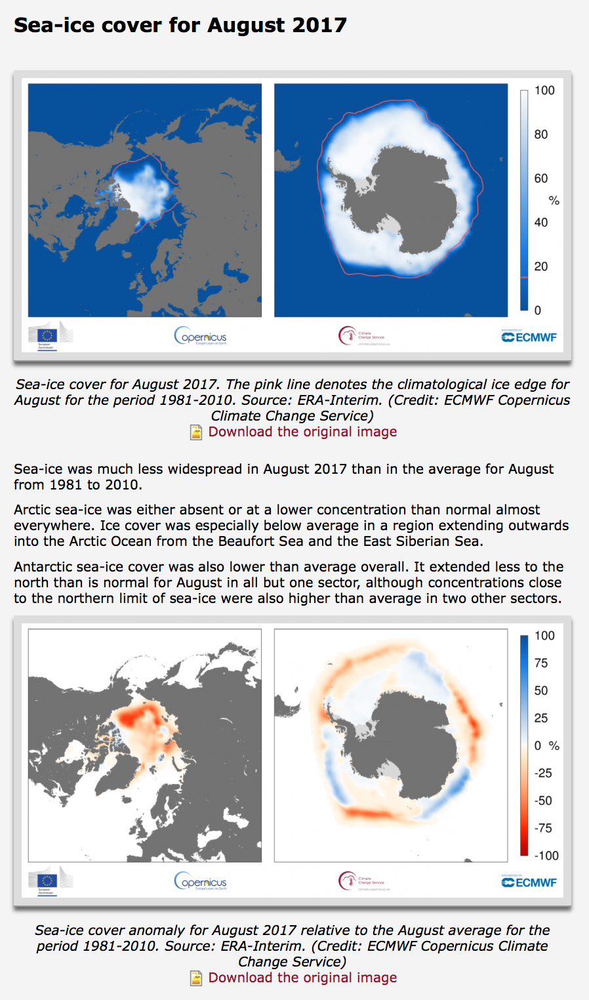 Sea-ice cover for August 2017
100
80
60
%
40
20
0
European
Commission
opernicus
Europe's eyes on Earth
Climate
Change Service
climate.copernicus.eu
IMPLEMENTED BY
ECMWF
Sea-ice cover for August 2017. The pink line denotes the climatological ice edge for
August for the period 1981-2010. Source: ERA-Interim. (Credit: ECMWF Copernicus
Climate Change Service)
Download the original image
Sea-ice was much less widespread in August 2017 than in the average for August
from 1981 to 2010.
Arctic sea-ice was either absent or at a lower concentration than normal almost
everywhere. Ice cover was especially below average in a region extending outwards
into the Arctic Ocean from the Beaufort Sea and the East Siberian Sea.
Antarctic sea-ice cover was also lower than average overall. It extended less to the
north than is normal for August in all but one sector, although concentrations close
to the northern limit of sea-ice were also higher than average in two other sectors.
100
75
50
25
0 %
-25
-50
-75
-100
European
Commission
opernicus
Europe's eyes on Earth
Climate
Change Service
climate.copernicus.eu
IMPLEMENTED BY
ECMWF
Sea-ice cover anomaly for August 2017 relative to the August average for the
period 1981-2010. Source: ERA-Interim. (Credit: ECMWF Copernicus Climate
Change Service)
Download the original image